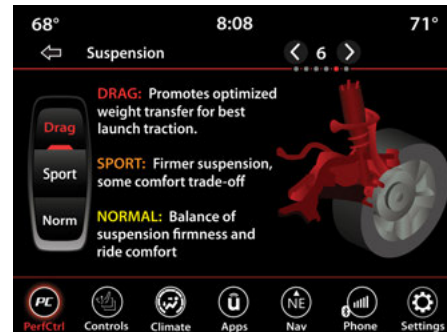 68°
8:08
71°
Suspension
6
Drag
Sport
Norm
DRAG: Promotes optimized
weight transfer for best
launch traction.
SPORT: Firmer suspension,
some comfort trade-off
NORMAL: Balance of
suspension firmness and
ride comfort
PC
ū
NE
PerfCtrl
Controls
Climate
Apps
Nav
Phone
Settings